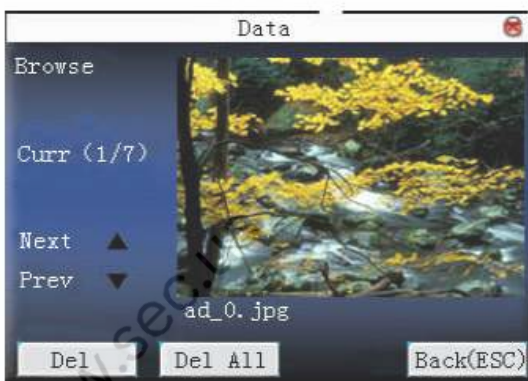 Data
Browse
Curr (1/7)
Next ▲
Prev ▼
ad_0.jpg
Del
Del All
Back(ESC)